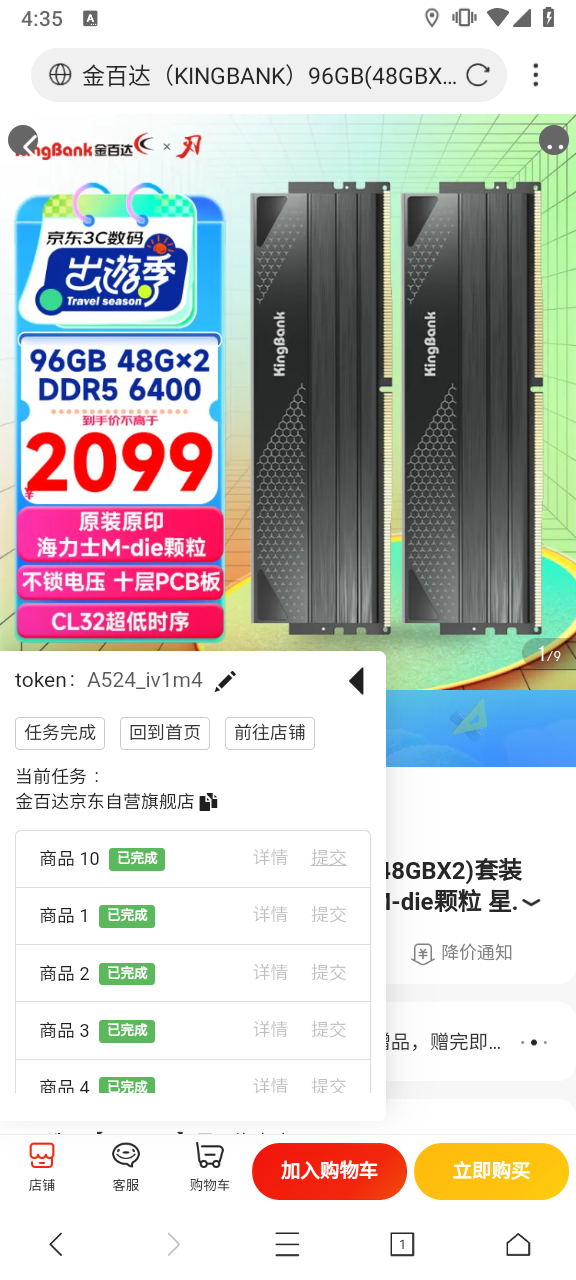 4:35
A
金百达（KINGBANK）96GB(48GBX...
KingBank金百达 × 刃
京东3C数码
出游季
Travel season
96GB 48G×2
DDR5 6400
到手价不高于
¥2099
原装原印
海力士M-die颗粒
不锁电压 十层PCB板
CL32超低时序
KingBank
KingBank
1/9
token： A524_iv1m4
任务完成 回到首页 前往店铺
当前任务：
金百达京东自营旗舰店
商品 10 已完成 详情 提交
商品 1 已完成 详情 提交
商品 2 已完成 详情 提交
商品 3 已完成 详情 提交
商品 4 已完成 详情 提交
48GBX2)套装
M-die颗粒 星.
降价通知
赠品，赠完即...
店铺 客服 购物车 加入购物车 立即购买
1